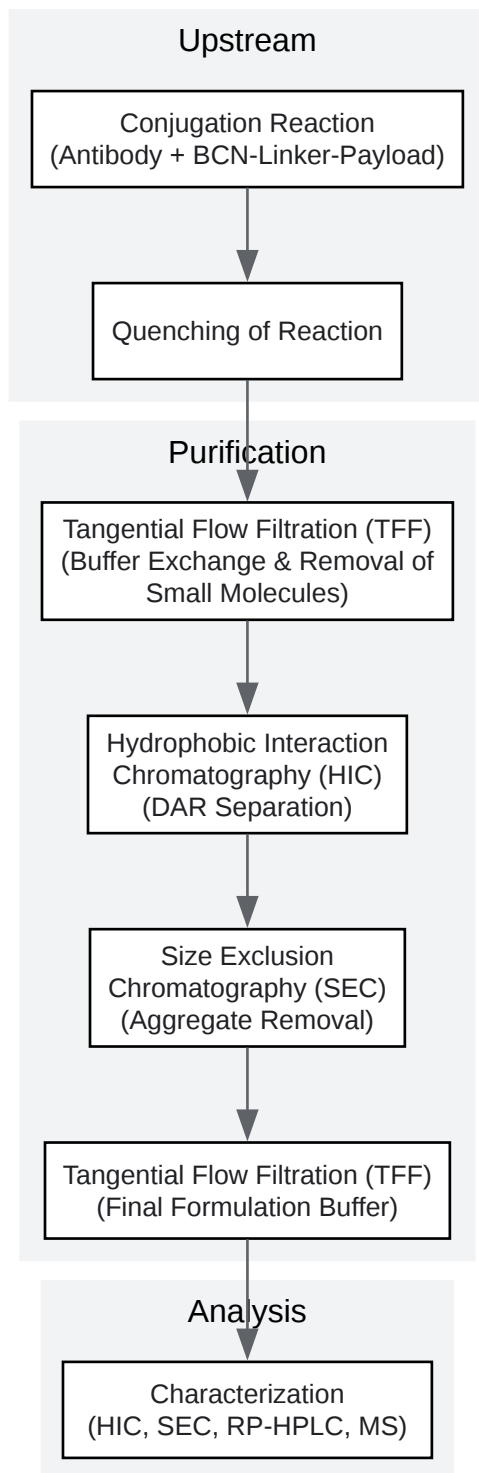 Upstream
Conjugation Reaction
(Antibody + BCN-Linker-Payload)
Quenching of Reaction
Purification
Tangential Flow Filtration (TFF)
(Buffer Exchange & Removal of
Small Molecules)
Hydrophobic Interaction
Chromatography (HIC)
(DAR Separation)
Size Exclusion
Chromatography (SEC)
(Aggregate Removal)
Tangential Flow Filtration (TFF)
(Final Formulation Buffer)
Analysis
Characterization
(HIC, SEC, RP-HPLC, MS)